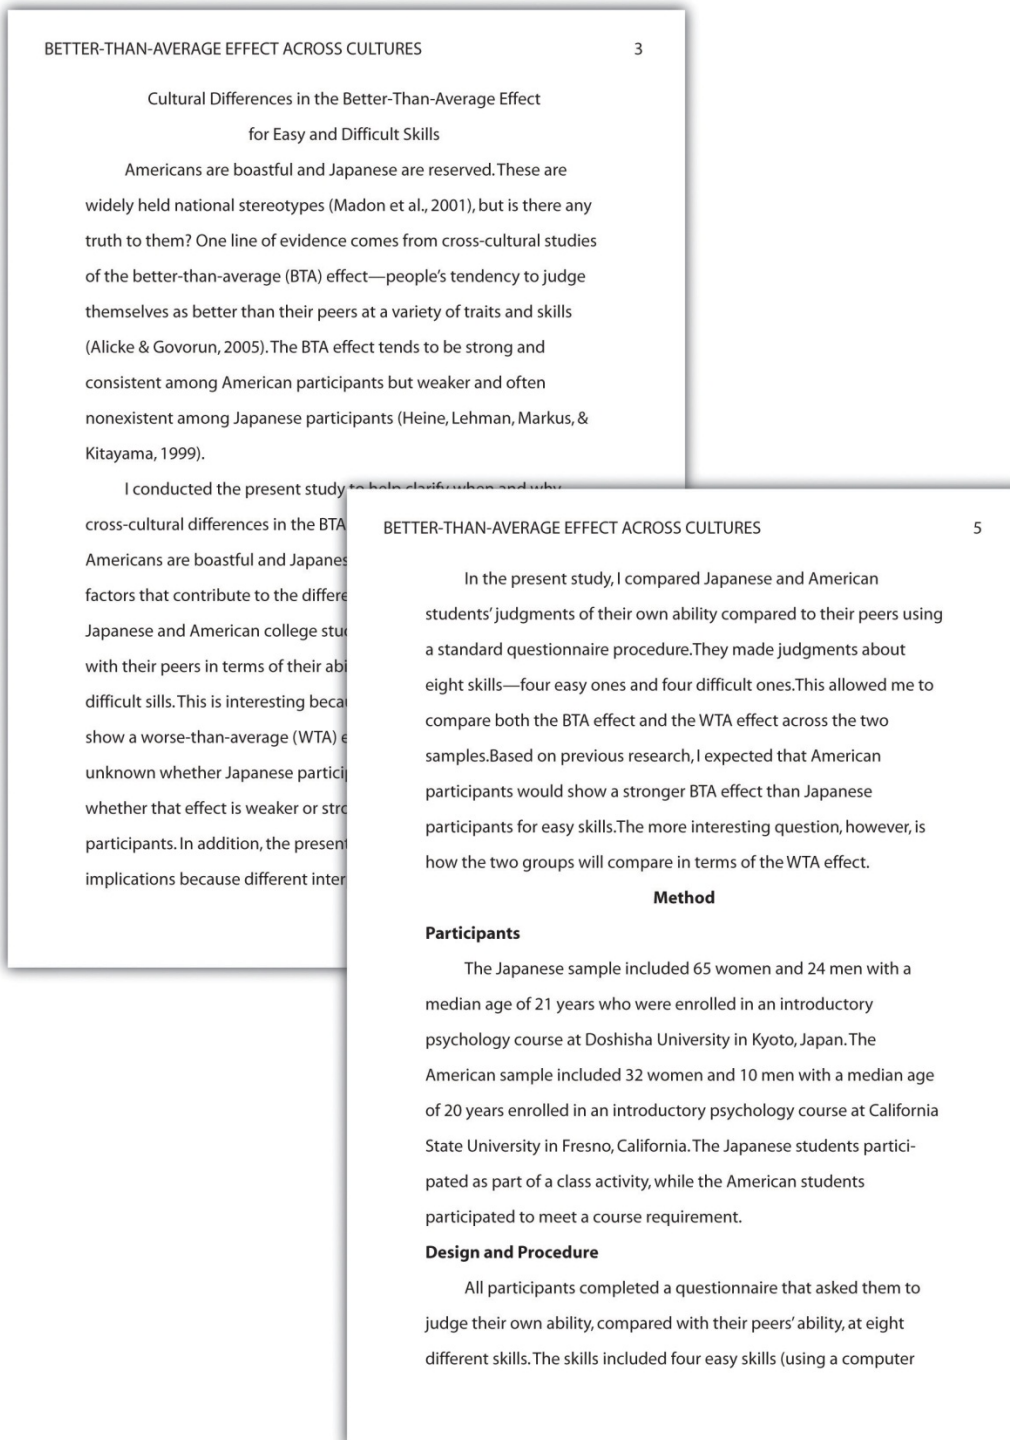 BETTER-THAN-AVERAGE EFFECT ACROSS CULTURES 3
Cultural Differences in the Better-Than-Average Effect
for Easy and Difficult Skills
Americans are boastful and Japanese are reserved. These are
widely held national stereotypes (Madon et al., 2001), but is there any
truth to them? One line of evidence comes from cross-cultural studies
of the better-than-average (BTA) effect—people's tendency to judge
themselves as better than their peers at a variety of traits and skills
(Alicke & Govorun, 2005). The BTA effect tends to be strong and
consistent among American participants but weaker and often
nonexistent among Japanese participants (Heine, Lehman, Markus, &
Kitayama, 1999).
I conducted the present study to help clarify when and why
cross-cultural differences in the BTA
Americans are boastful and
factors that contribute to the
Japanese and American college
with their peers in terms of their
difficult sills. This is interesting
show a worse-than-average (WTA)
unknown whether Japanese
whether that effect is weaker or
participants. In addition, the
implications because different
BETTER-THAN-AVERAGE EFFECT ACROSS CULTURES 5
In the present study, I compared Japanese and American
students' judgments of their own ability compared to their peers using
a standard questionnaire procedure.They made judgments about
eight skills—four easy ones and four difficult ones.This allowed me to
compare both the BTA effect and the WTA effect across the two
samples.Based on previous research, I expected that American
participants would show a stronger BTA effect than Japanese
participants for easy skills.The more interesting question, however, is
how the two groups will compare in terms of the WTA effect.
Method
Participants
The Japanese sample included 65 women and 24 men with a
median age of 21 years who were enrolled in an introductory
psychology course at Doshisha University in Kyoto, Japan. The
American sample included 32 women and 10 men with a median age
of 20 years enrolled in an introductory psychology course at California
State University in Fresno, California. The Japanese students partici-
pated as part of a class activity, while the American students
participated to meet a course requirement.
Design and Procedure
All participants completed a questionnaire that asked them to
judge their own ability, compared with their peers' ability, at eight
different skills. The skills included four easy skills (using a computer